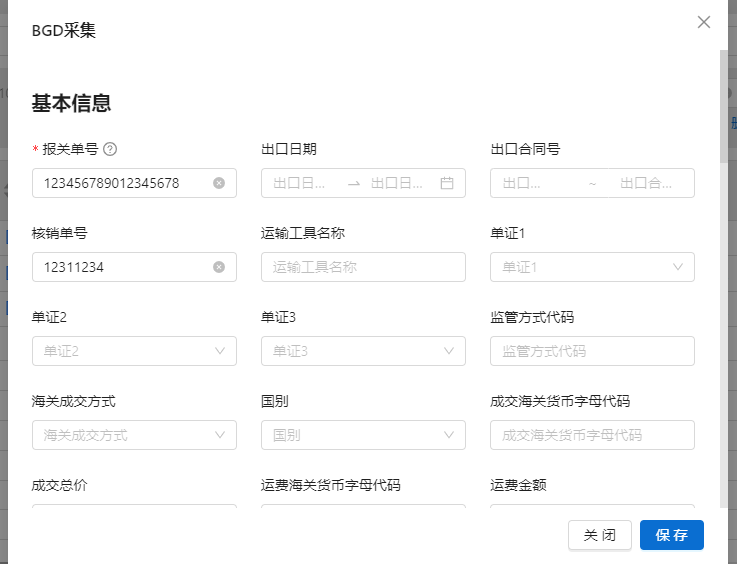 BGD采集
基本信息
* 报关单号 出口日期 出口合同号
123456789012345678 出口日... 出口日... 出口... ~ 出口合...
核销单号 运输工具名称 单证1
12311234 运输工具名称 单证1
单证2 单证3 监管方式代码
单证2 单证3 监管方式代码
海关成交方式 国别 成交海关货币字母代码
海关成交方式 国别 成交海关货币字母代码
成交总价 运费海关货币字母代码 运费金额
关 闭 保 存